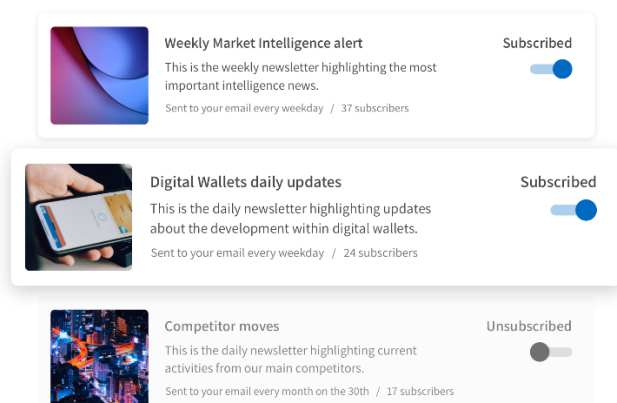 Weekly Market Intelligence alert
Subscribed
This is the weekly newsletter highlighting the most
important intelligence news.
Sent to your email every weekday / 37 subscribers
Digital Wallets daily updates
Subscribed
This is the daily newsletter highlighting updates
about the development within digital wallets.
Sent to your email every weekday / 24 subscribers
Competitor moves
Unsubscribed
This is the daily newsletter highlighting current
activities from our main competitors.
Sent to your email every month on the 30th / 17 subscribers